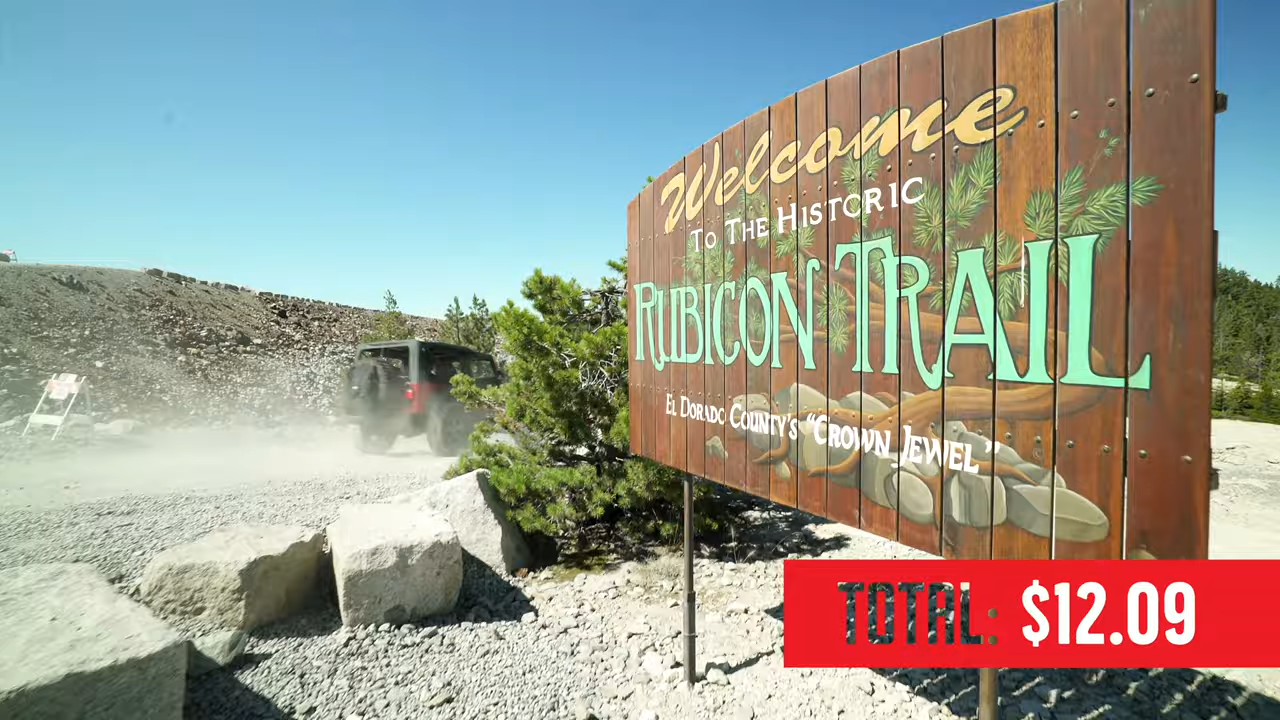 Welcome
To The Historic
Rubicon Trail
El Dorado County's "Crown Jewel"
TOTAL: $12.09